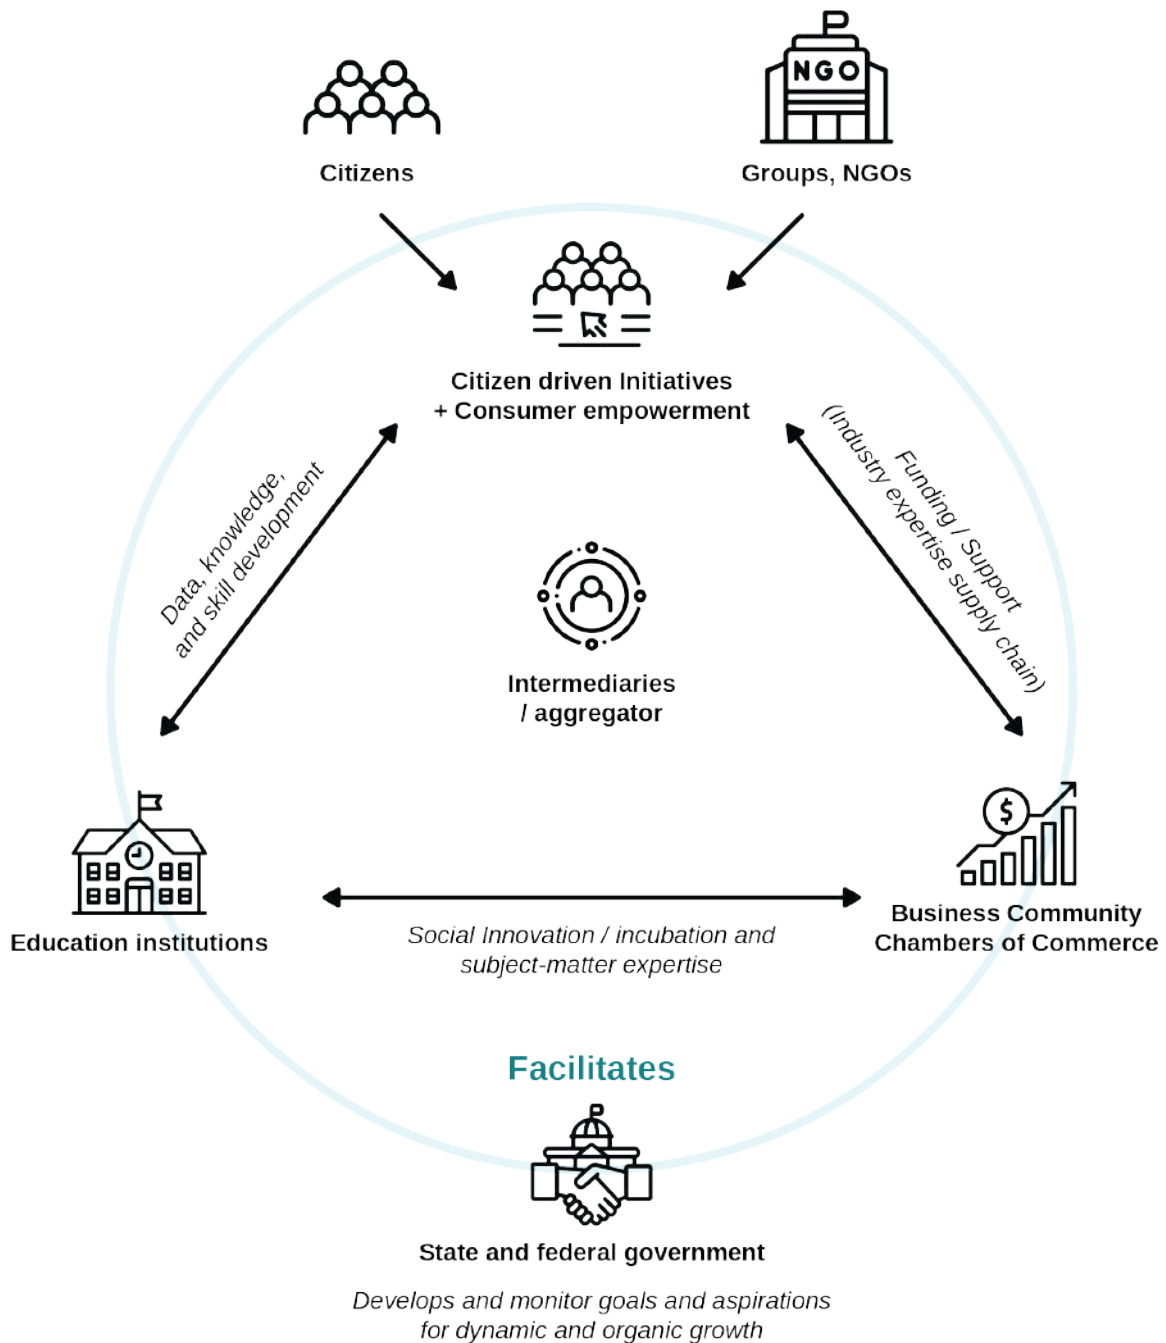 NGO
Citizens
Groups, NGOs
Citizen driven Initiatives
+ Consumer empowerment
Data, knowledge,
and skill development
Funding / Support
(Industry expertise supply chain)
Intermediaries
/ aggregator
$
Education institutions
Business Community
Chambers of Commerce
Social Innovation / incubation and
subject-matter expertise
Facilitates
State and federal government
Develops and monitor goals and aspirations
for dynamic and organic growth